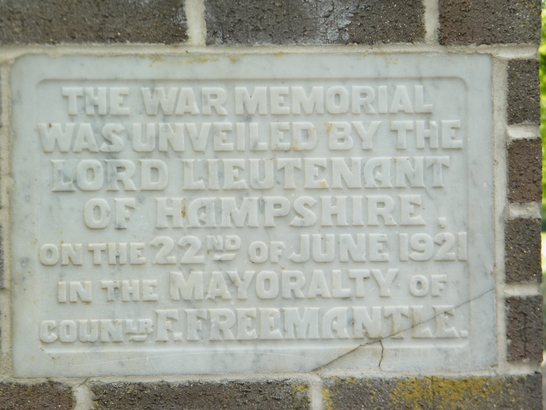 THE WAR MEMORIAL
WAS UNVEILED BY THE
LORD LIEUTENANT
OF HAMPSHIRE.
ON THE 22ND OF JUNE 1921
IN THE MAYORALTY OF
COUNLR F. FREEMANTLE.